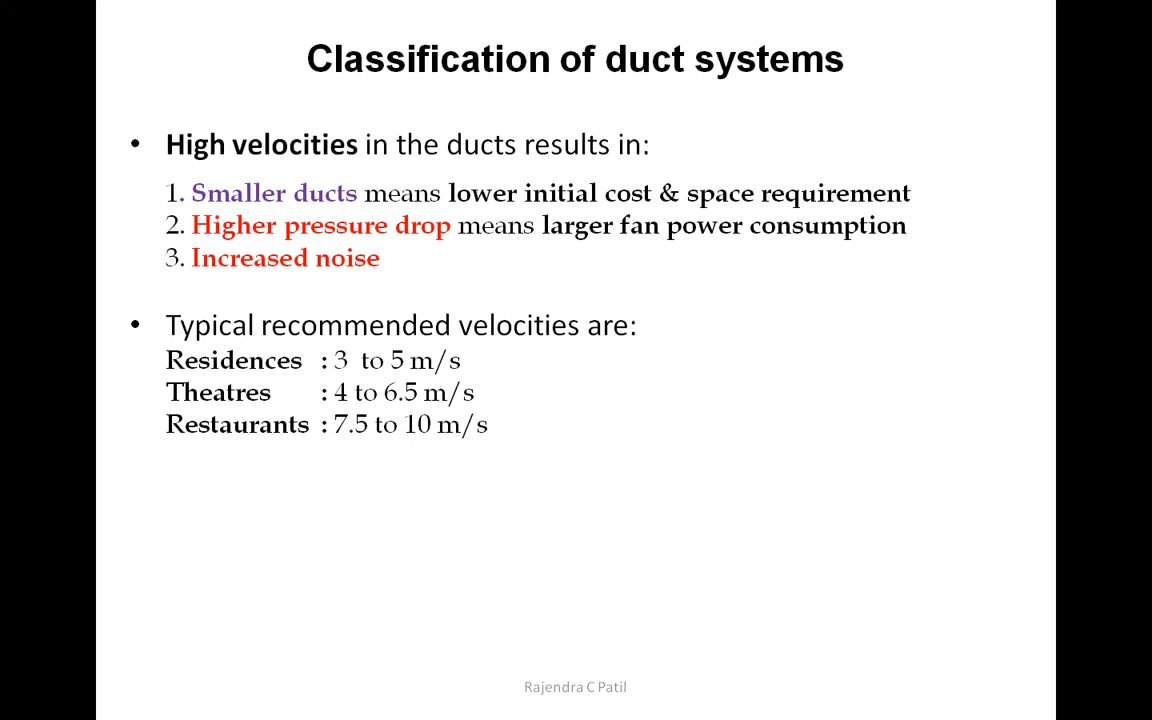 Classification of duct systems
• High velocities in the ducts results in:
1. Smaller ducts means lower initial cost & space requirement
2. Higher pressure drop means larger fan power consumption
3. Increased noise
• Typical recommended velocities are:
Residences : 3 to 5 m/s
Theatres : 4 to 6.5 m/s
Restaurants : 7.5 to 10 m/s
Rajendra C Patil